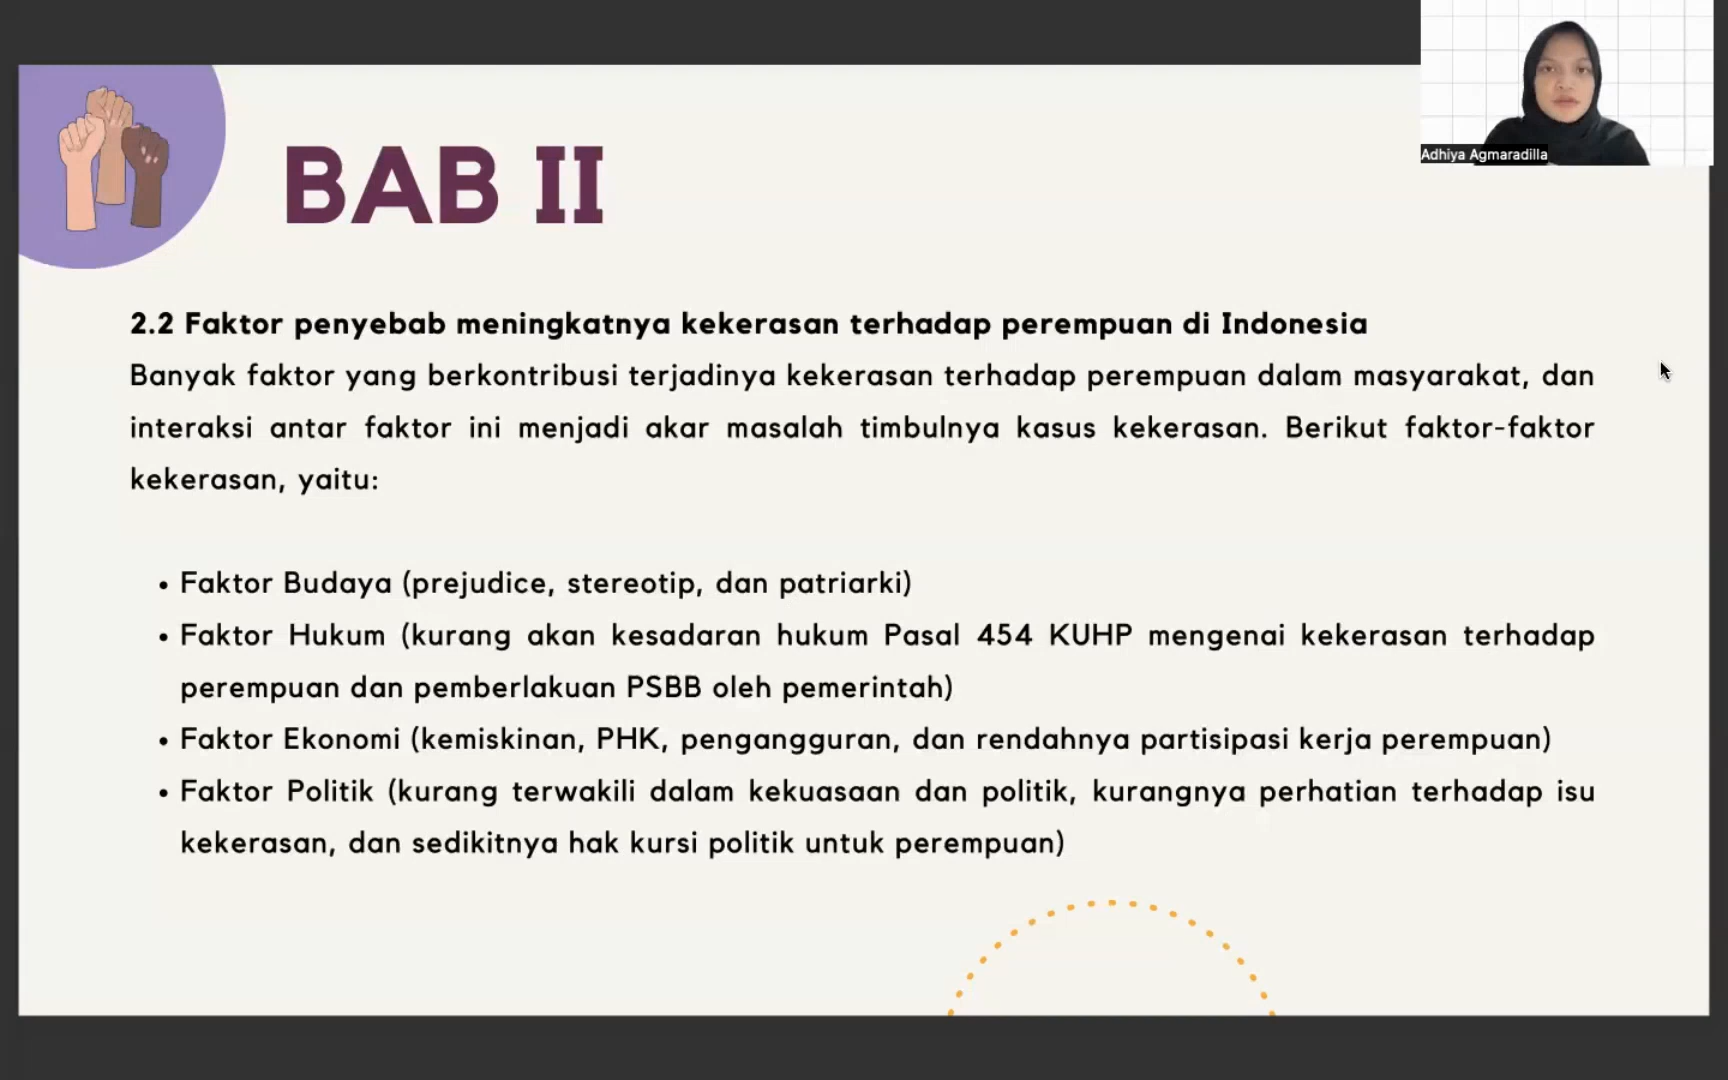 Adhiya Agmaradilla
BAB II
2.2 Faktor penyebab meningkatnya kekerasan terhadap perempuan di Indonesia
Banyak faktor yang berkontribusi terjadinya kekerasan terhadap perempuan dalam masyarakat, dan
interaksi antar faktor ini menjadi akar masalah timbulnya kasus kekerasan. Berikut faktor-faktor
kekerasan, yaitu:
• Faktor Budaya (prejudice, stereotip, dan patriarki)
• Faktor Hukum (kurang akan kesadaran hukum Pasal 454 KUHP mengenai kekerasan terhadap
perempuan dan pemberlakuan PSBB oleh pemerintah)
• Faktor Ekonomi (kemiskinan, PHK, pengangguran, dan rendahnya partisipasi kerja perempuan)
• Faktor Politik (kurang terwakili dalam kekuasaan dan politik, kurangnya perhatian terhadap isu
kekerasan, dan sedikitnya hak kursi politik untuk perempuan)